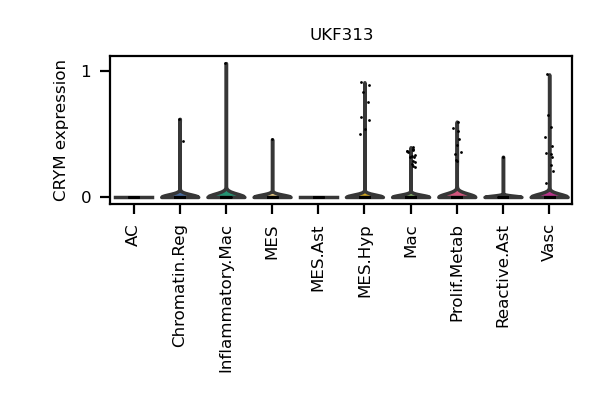 UKF313
CRYM expression
1
0
AC
Chromatin.Reg
Inflammatory.Mac
MES
MES.Ast
MES.Hyp
Mac
Prolif.Metab
Reactive.Ast
Vasc